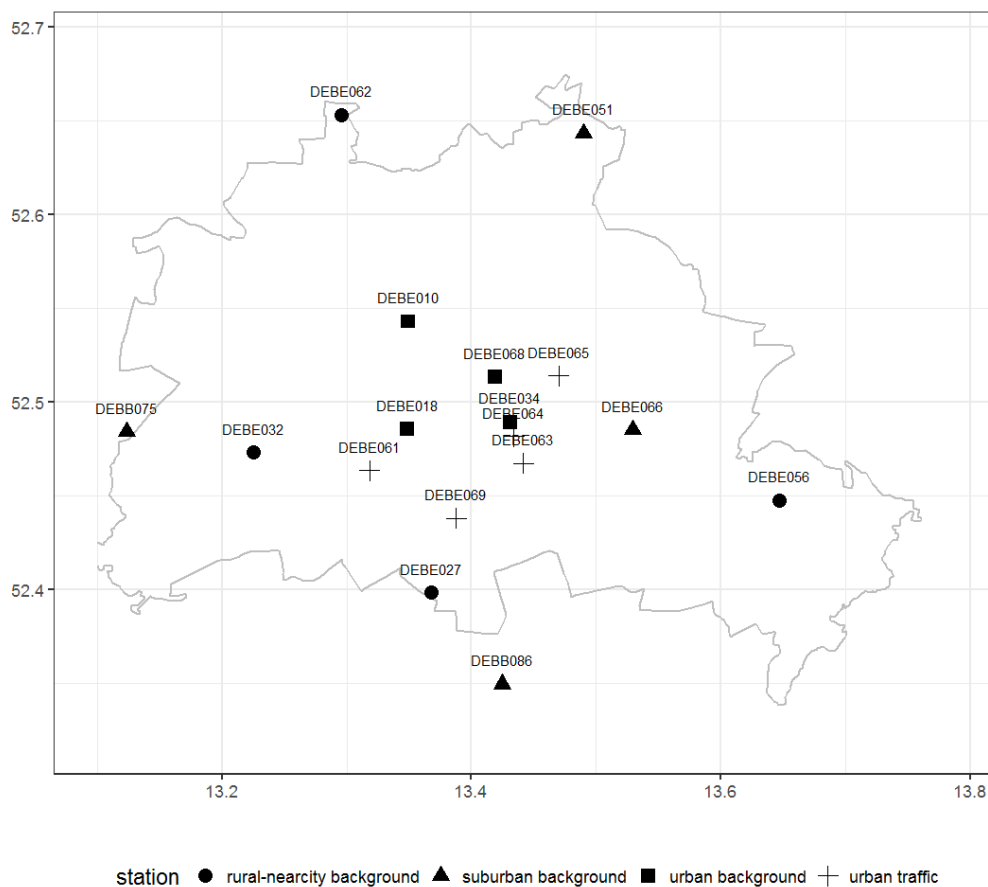 52.7
DEBE062
DEBE051
52.6
DEBE010
DEBE068 DEBE065
52.5
DEBE034
DEBB075
DEBE018
DEBE064
DEBE066
DEBE032
DEBE063
DEBE061
DEBE056
DEBE069
DEBE027
52.4
DEBB086
13.2 13.4 13.6 13.8
station rural-nearcity background suburban background urban background urban traffic